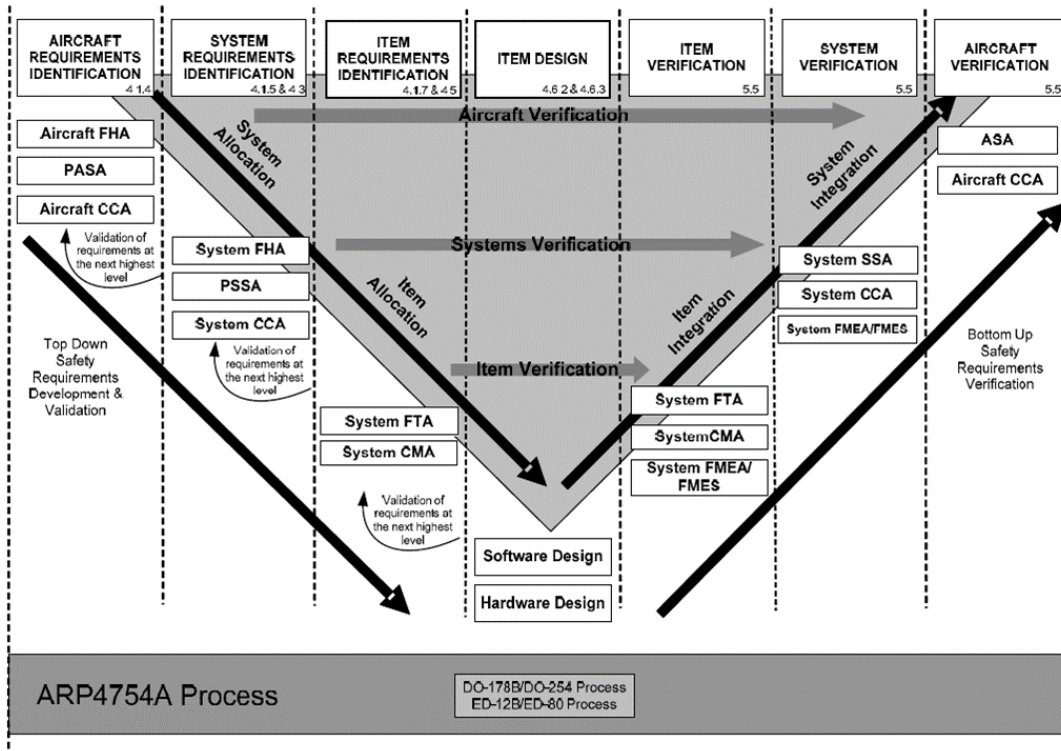 AIRCRAFT
REQUIREMENTS
IDENTIFICATION
4 1.4
SYSTEM
REQUIREMENTS
IDENTIFICATION
4.1.5 & 4 3
ITEM
REQUIREMENTS
IDENTIFICATION
4.1.7 & 4 5
ITEM DESIGN
4.6 2 & 4.6.3
ITEM
VERIFICATION
5.5
SYSTEM
VERIFICATION
5.5
AIRCRAFT
VERIFICATION
5.5
Aircraft FHA
PASA
Aircraft CCA
Validation of
requirements at
the next highest
level
System FHA
PSSA
System CCA
Validation of
requirements at
the next highest
level
System FTA
System CMA
Validation of
requirements at
the next highest
level
Top Down
Safety
Requirements
Development &
Validation
System
Allocation
Item
Allocation
Aircraft Verification
Systems Verification
Item Verification
Software Design
Hardware Design
Item
Integration
System
Integration
System FTA
SystemCMA
System FMEA/
FMES
System SSA
System CCA
System FMEA/FMES
ASA
Aircraft CCA
Bottom Up
Safety
Requirements
Verification
ARP4754A Process
DO-178B/DO-254 Process
ED-12B/ED-80 Process